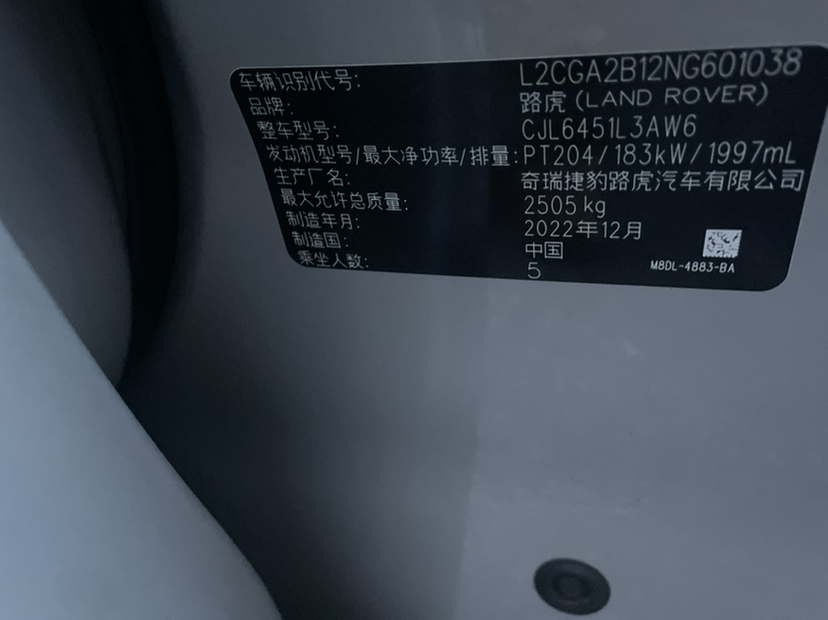 车辆识别代号: L2CGA2B12NG601038
品牌: 路虎(LAND ROVER)
整车型号: CJL6451L3AW6
发动机型号/最大净功率/排量: PT204/183kW/1997mL
生产厂名: 奇瑞捷豹路虎汽车有限公司
最大允许总质量: 2505kg
制造年月: 2022年12月
制造国: 中国
乘坐人数: 5
M8DL-4883-BA